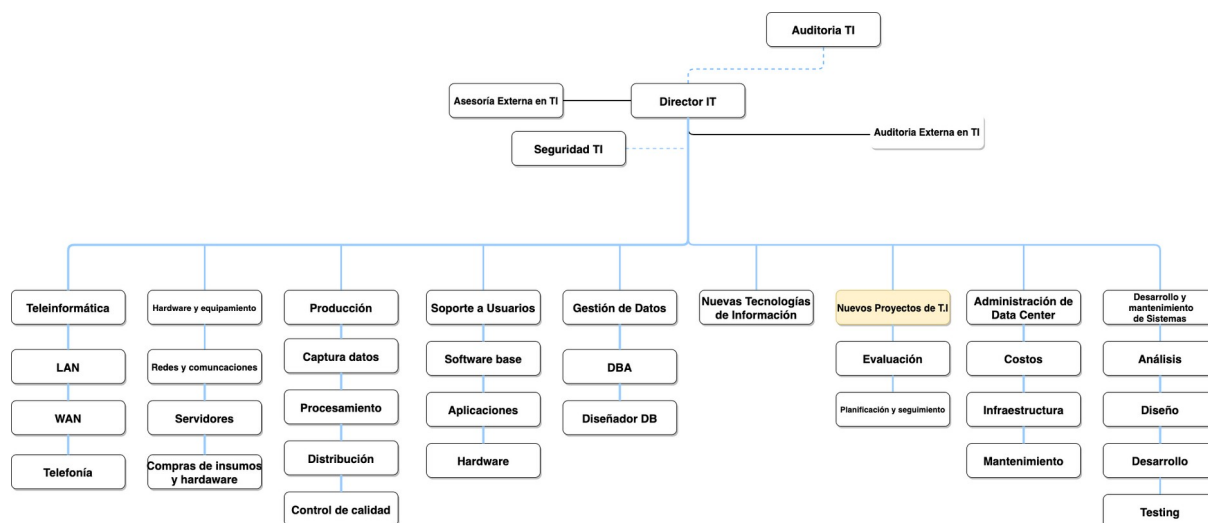 Auditoria TI
Asesoría Externa en TI
Director IT
Auditoria Externa en TI
Seguridad TI
Teleinformática
LAN
WAN
Telefonía
Hardware y equipamiento
Redes y comuncaciones
Servidores
Compras de insumos
y hardaware
Producción
Captura datos
Procesamiento
Distribución
Control de calidad
Soporte a Usuarios
Software base
Aplicaciones
Hardware
Gestión de Datos
DBA
Diseñador DB
Nuevas Tecnologías
de Información
Nuevos Proyectos de T.I
Evaluación
Planificación y seguimiento
Administración de
Data Center
Costos
Infraestructura
Mantenimiento
Desarrollo y
mantenimiento
de Sistemas
Análisis
Diseño
Desarrollo
Testing